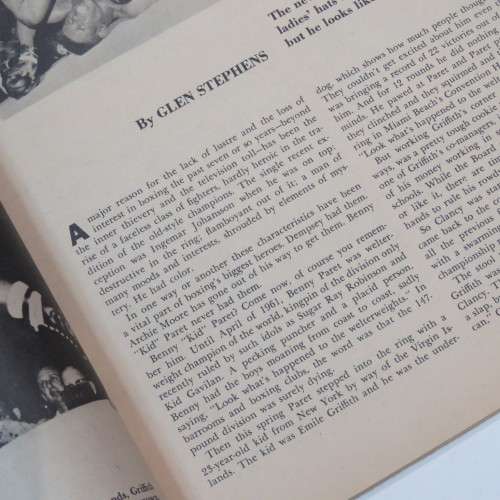 The ne
ladies' hats
but he looks like
By GLEN STEPHENS
A major reason for the lack of lustre and the loss of
interest in boxing the past seven or so years—beyond
the inner thievery and the television toll—has been the
rise of a faceless class of fighters, hardly heroic in the tra-
dition of the old-style champions. The single recent ex-
ception was Ingemar Johansson when he was on top:
destructive in the ring, flamboyant out of it; a man of
many moods and interests, shrouded by elements of mys-
tery. He had color.
In one way or another these characteristics have been
a vital part of boxing's biggest heroes. Dempsey had them.
Archie Moore has gone out of his way to get them. Benny
"Kid" Paret never had them.
Benny "Kid" Paret? Come now, of course you remem-
ber him. Until April of 1961, Benny Paret was welter-
weight champion of the world, kingpin of the division only
recently ruled by such idols as Sugar Ray Robinson and
Kid Gavilan. A pecking puncher and a placid person,
Benny had the boys moaning from coast to coast, sadly
saying, "Look what's happened to the welterweights." In
barrooms and boxing clubs, the word was that the 147-
pound division was surely dying.
Then this spring Paret stepped into the ring with a
23-year-old kid from New York by way of the Virgin Is-
lands. The kid was Emile Griffith and he was the under-
dog, which shows how much people though
They couldn't get excited about him even
was bringing a record of 22 victories out of
him. And for 12 rounds he did nothing
minds. He pawed at Paret and Paret p
they clinched and they squirmed and
ring in Miami Beach's Convention
"Look what's happened to the w
But working Griffith's corner
ways, was a pretty tough cooki
one of Griffith's co-managers
of his money working in
schools. While the Board
or like it, there are
hands to rule his rowd
So Clancy was
came back to the
all the previous
with a swarming
championship
Griffith
The stoo
Clancy.
a slap
can.
nds, Griffith